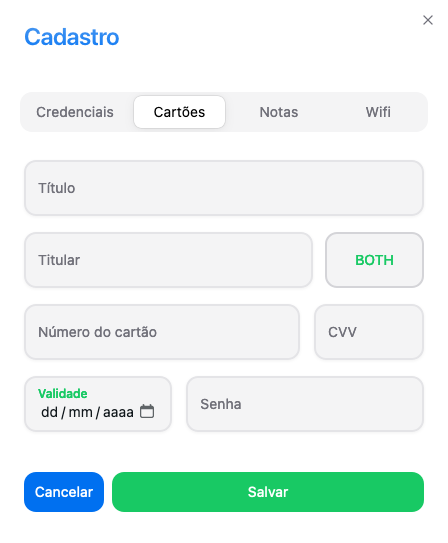 Cadastro
Credenciais Cartões Notas Wifi
Título
Titular BOTH
Número do cartão CVV
Validade
dd/mm/aaaa Senha
Cancelar Salvar